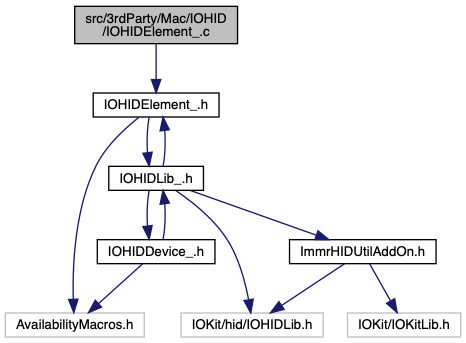 src/3rdParty/Mac/IOHID
/IOHIDElement_.c
IOHIDElement_.h
IOHIDLib_.h
IOHIDDevice_.h
ImmrHIDUtilAddOn.h
AvailabilityMacros.h
IOKit/hid/IOHIDLib.h
IOKit/IOKitLib.h